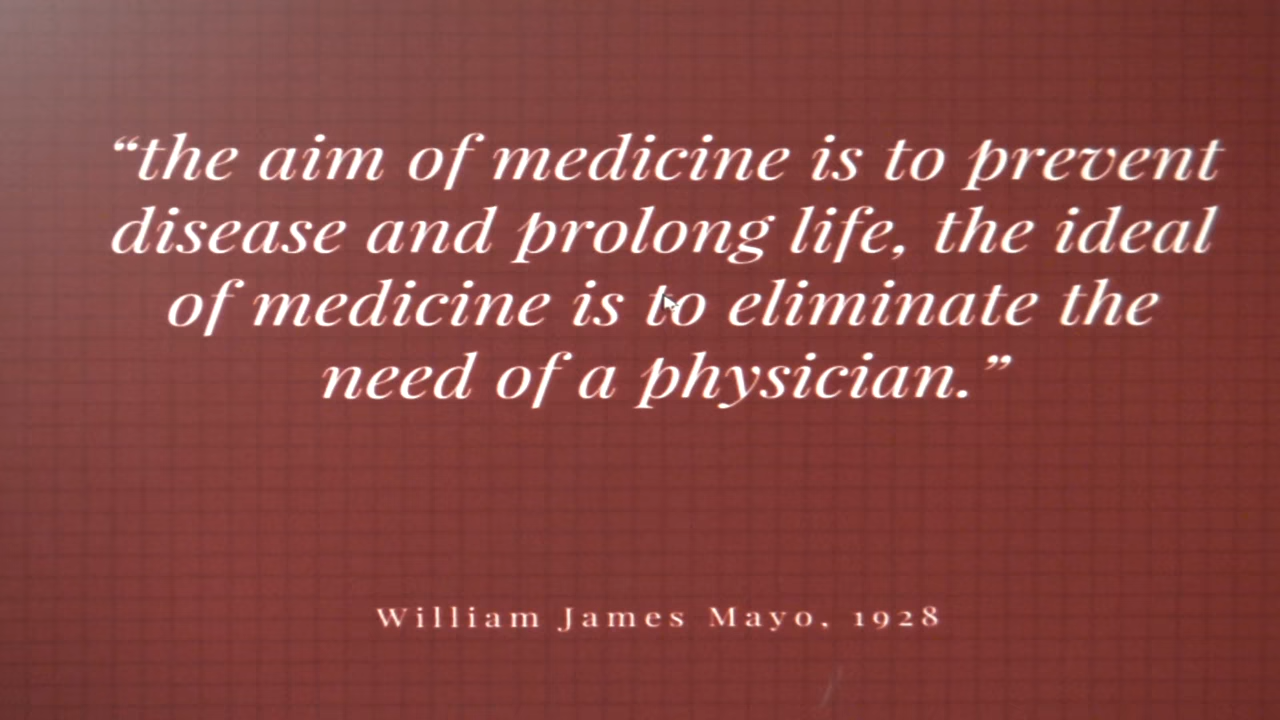 “the aim of medicine is to prevent
disease and prolong life, the ideal
of medicine is to eliminate the
need of a physician.”
William James Mayo, 1928